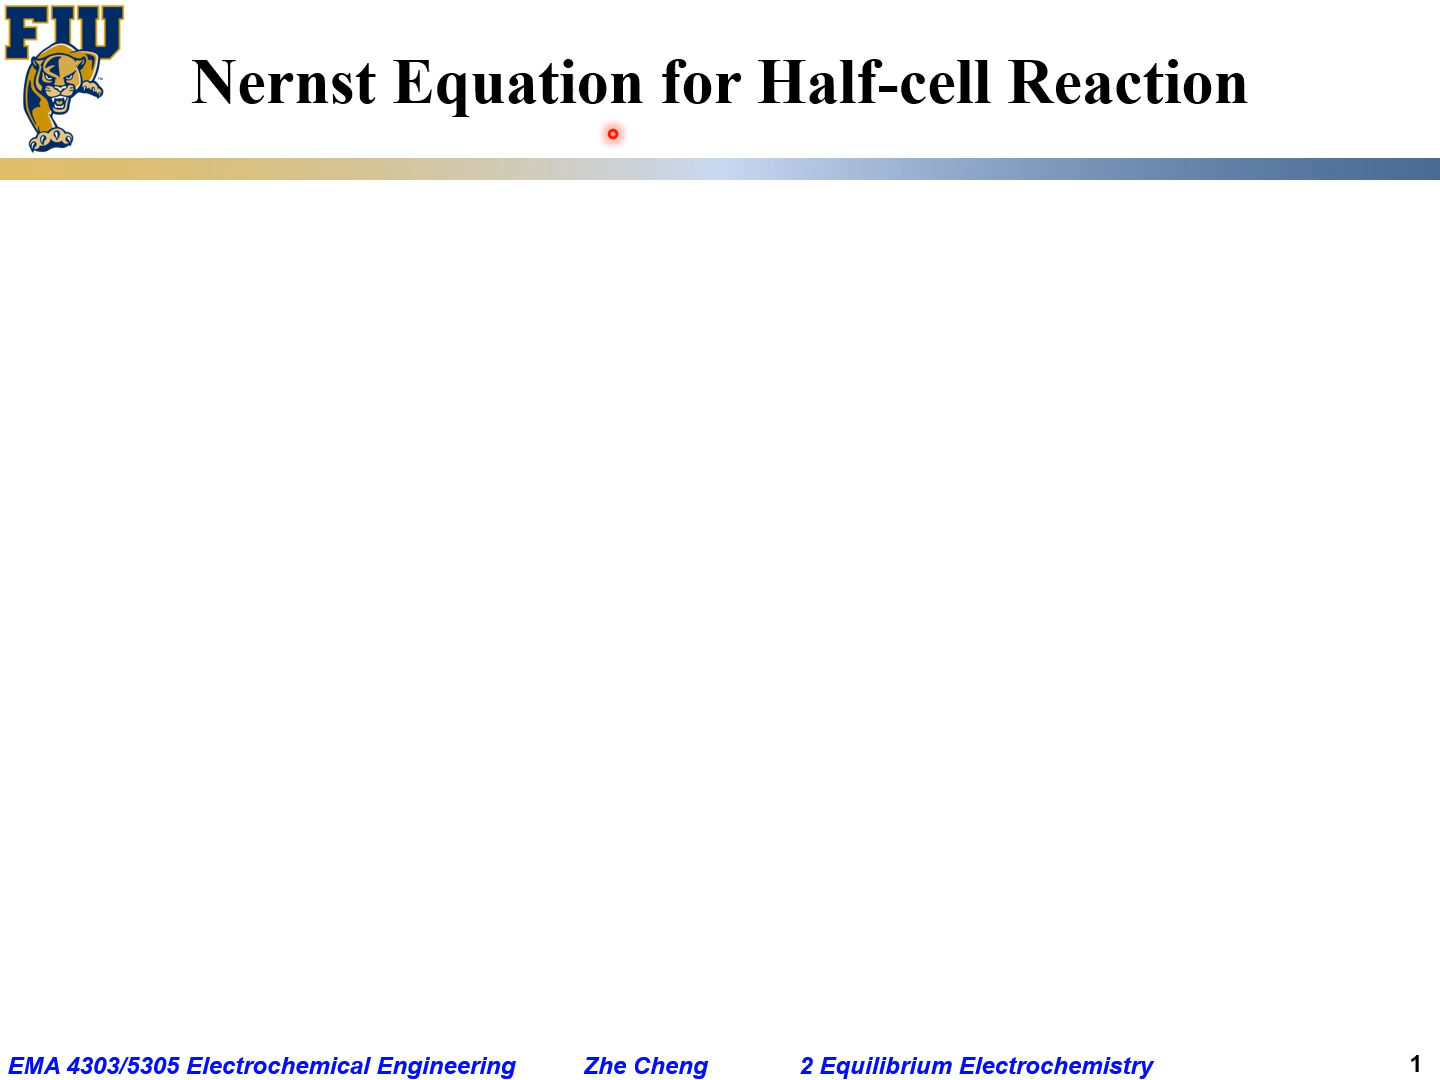 FIU
Nernst Equation for Half-cell Reaction
EMA 4303/5305 Electrochemical Engineering Zhe Cheng 2 Equilibrium Electrochemistry 1